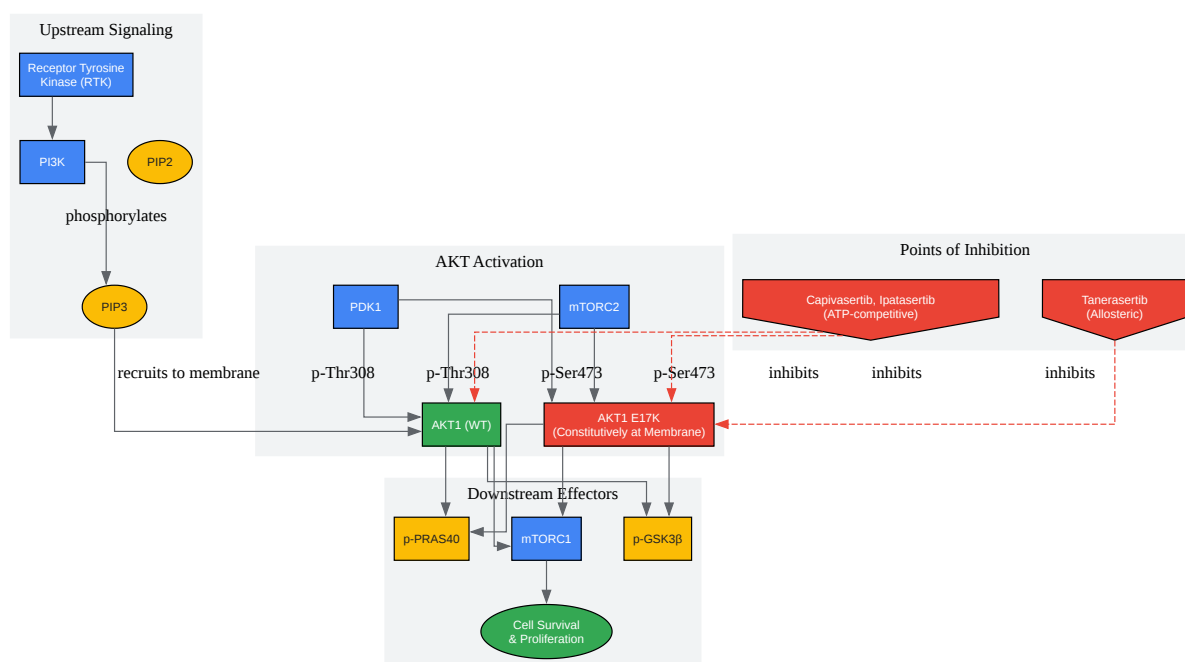 Upstream Signaling
Receptor Tyrosine
Kinase (RTK)
PI3K
PIP2
phosphorylates
PIP3
recruits to membrane
AKT Activation
PDK1
mTORC2
p-Thr308
p-Thr308
p-Ser473
p-Ser473
AKT1 (WT)
AKT1 E17K
(Constitutively at Membrane)
Points of Inhibition
Capivasertib, Ipatasertib
(ATP-competitive)
Tanerasertib
(Allosteric)
inhibits
inhibits
inhibits
Downstream Effectors
p-PRAS40
mTORC1
p-GSK3β
Cell Survival
& Proliferation